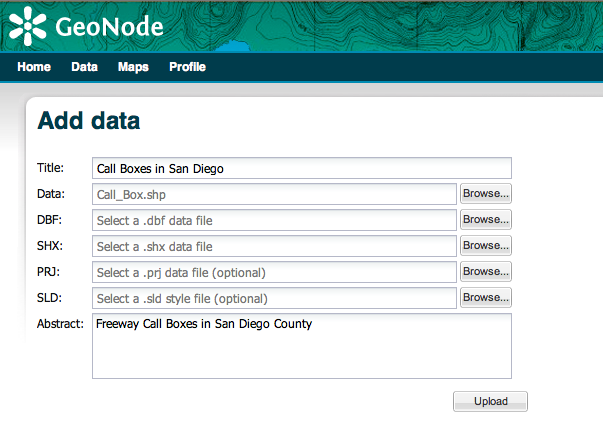 GeoNode
Home Data Maps Profile
Add data
Title: Call Boxes in San Diego
Data: Call_Box.shp Browse...
DBF: Select a .dbf data file Browse...
SHX: Select a .shx data file Browse...
PRJ: Select a .prj data file (optional) Browse...
SLD: Select a .sld style file (optional) Browse...
Abstract: Freeway Call Boxes in San Diego County
Upload